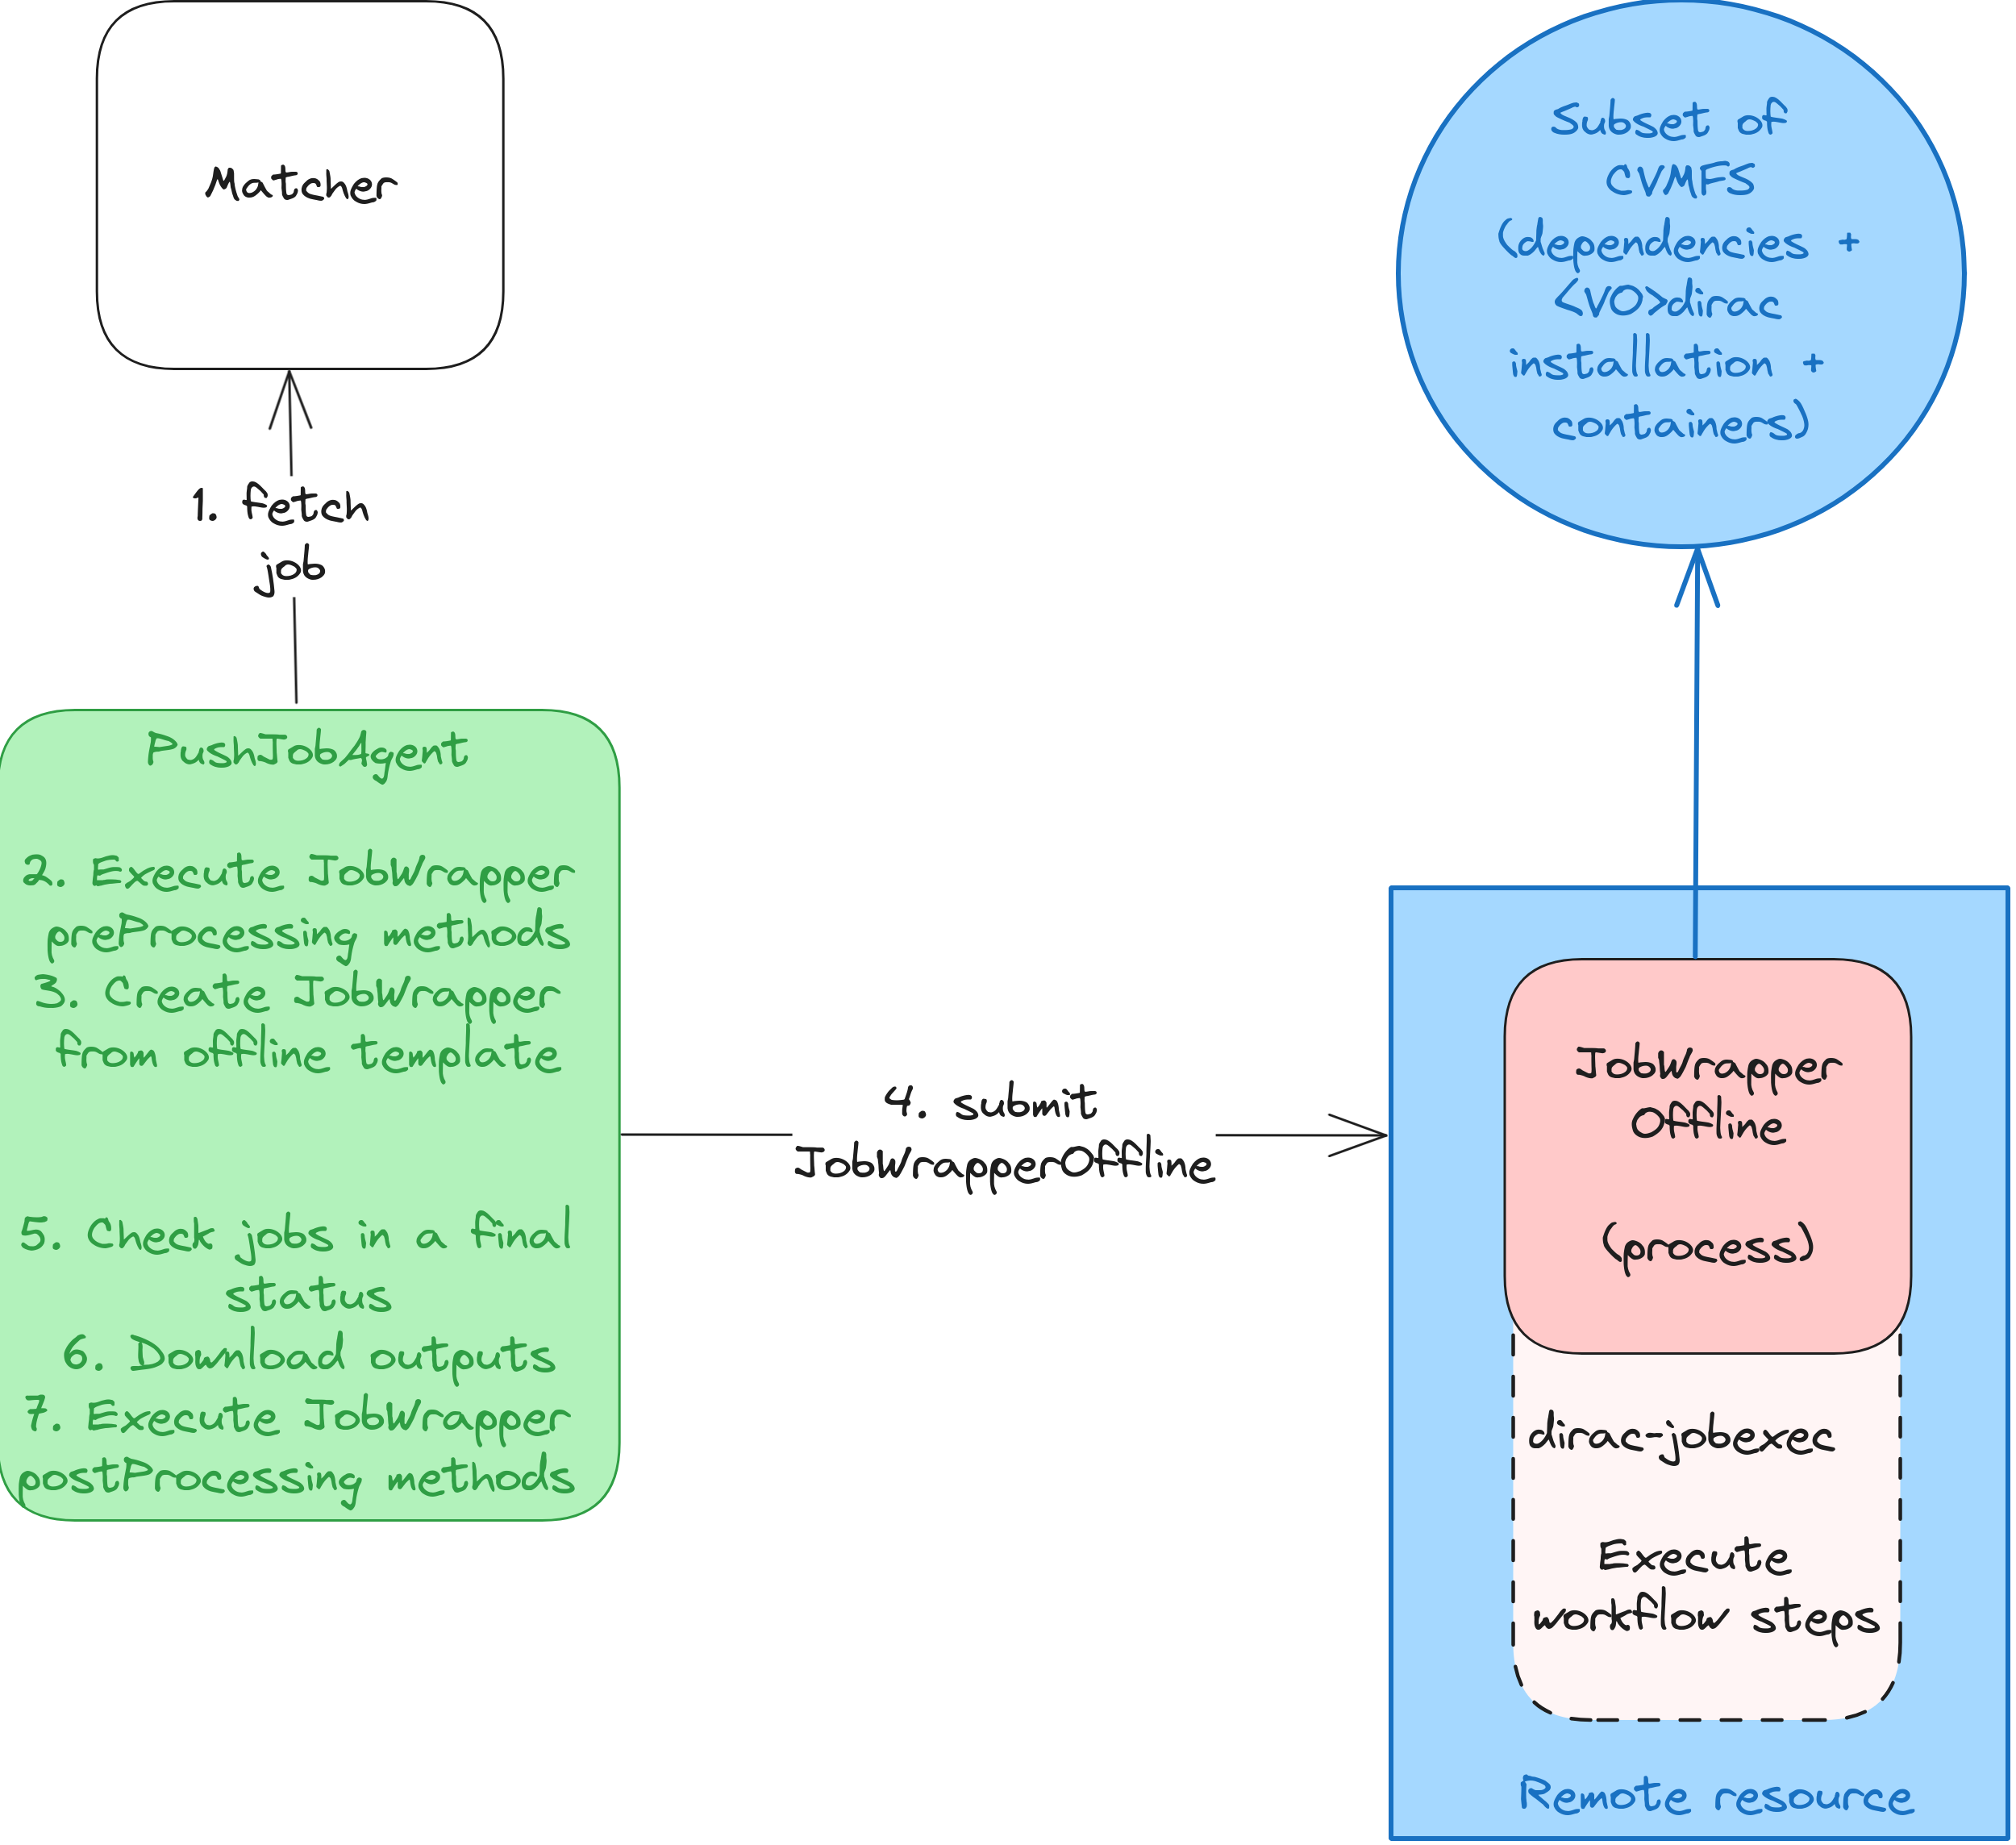 Matcher
1. fetch
job
PushJobAgent
2. Execute JobWrapper
preProcessing methods
3. Create JobWrapper
from offline template
5. Check jobs in a final
status
6. Download outputs
7. Execute JobWrapper
postProcessing methods
4. submit
JobWrapperOffline
Subset of
CVMFS
(dependencies +
<VO>dirac
installation +
containers)
JobWrapper
Offline
(process)
dirac-jobexec
Execute
workflow steps
Remote resource